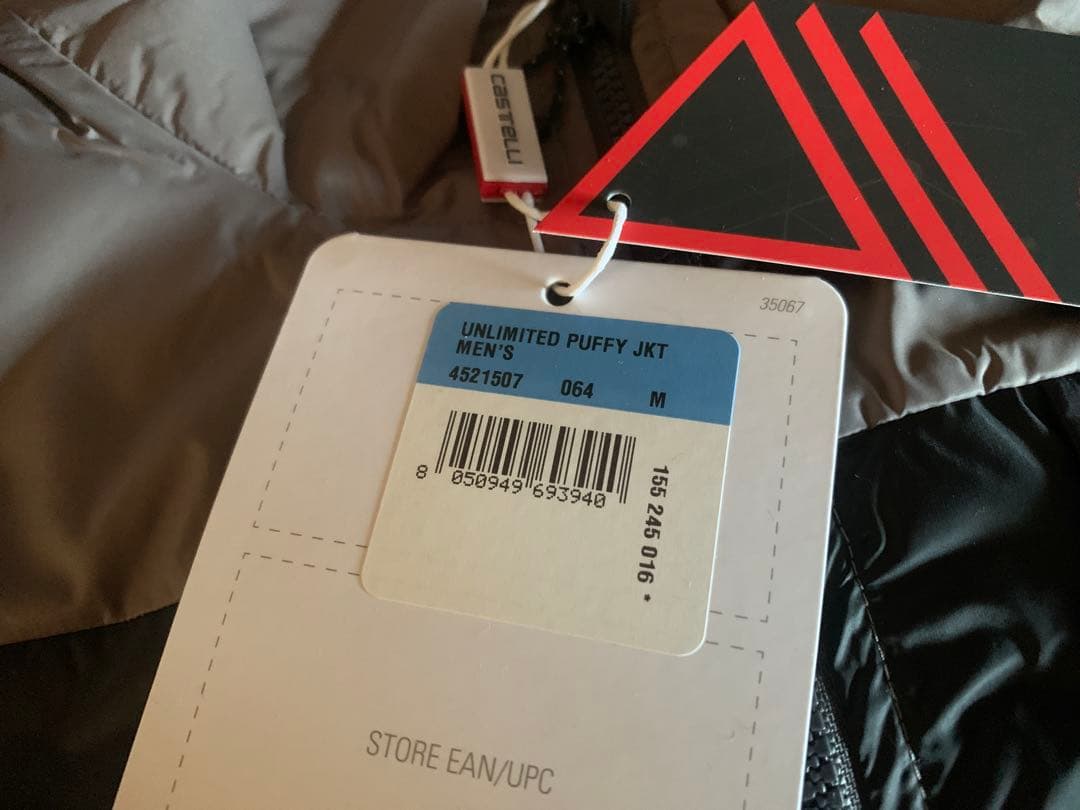 castelli
35067
UNLIMITED PUFFY JKT
MEN'S
4521507 064 M
8 050949 693940
155 245 016 *
STORE EAN/UPC